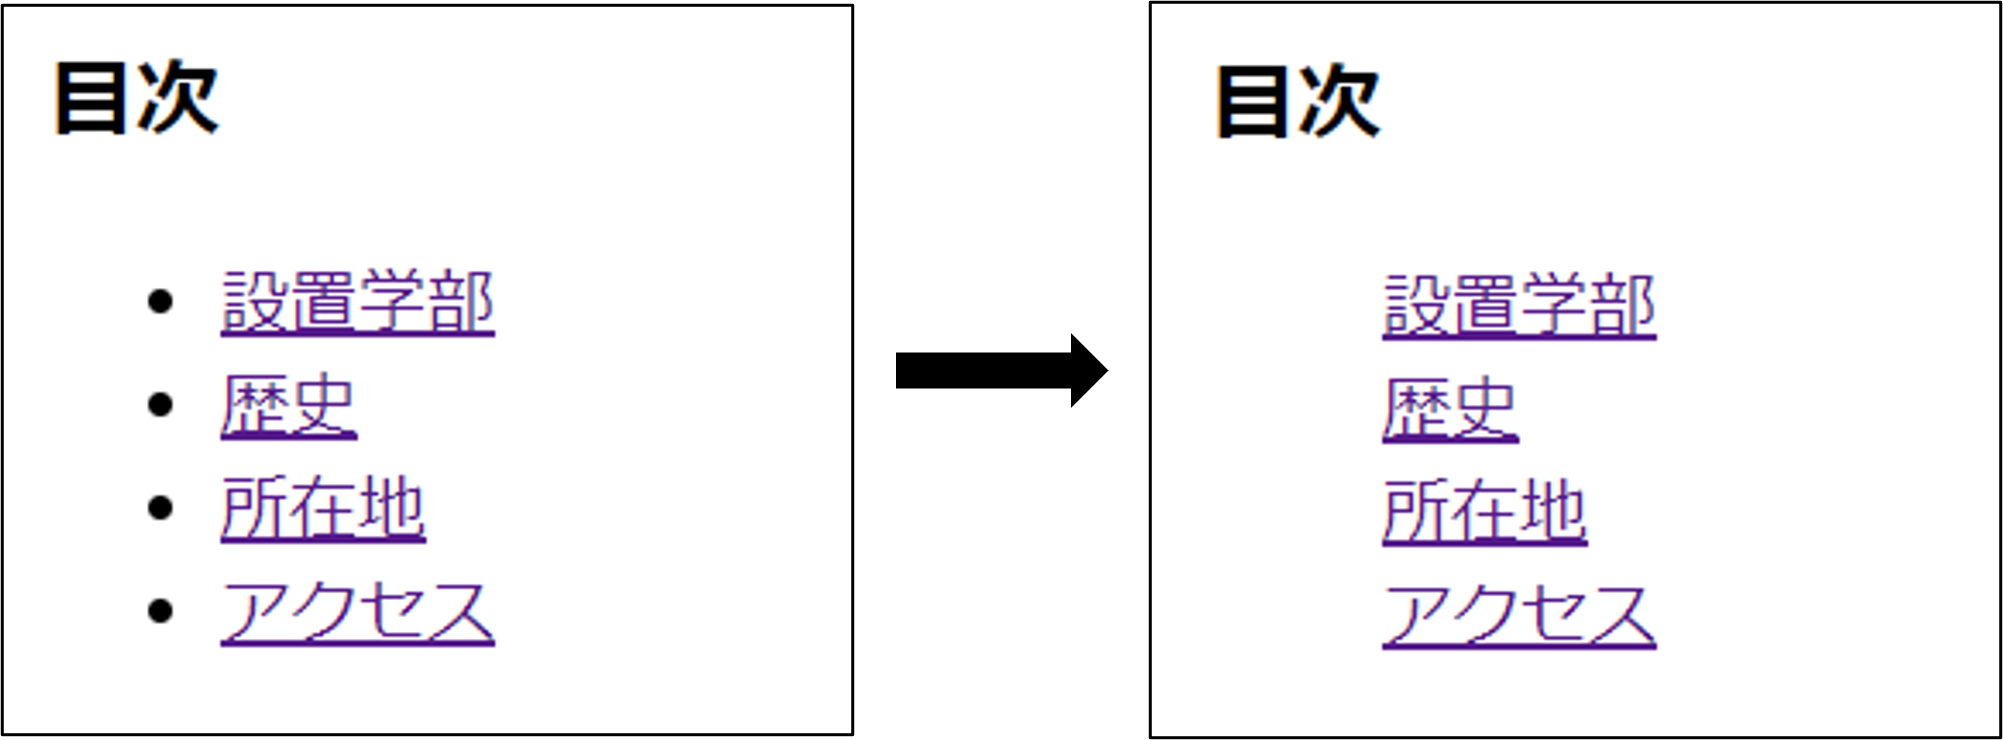 目次
• 設置学部
• 歴史
• 所在地
• アクセス
目次
設置学部
歴史
所在地
アクセス